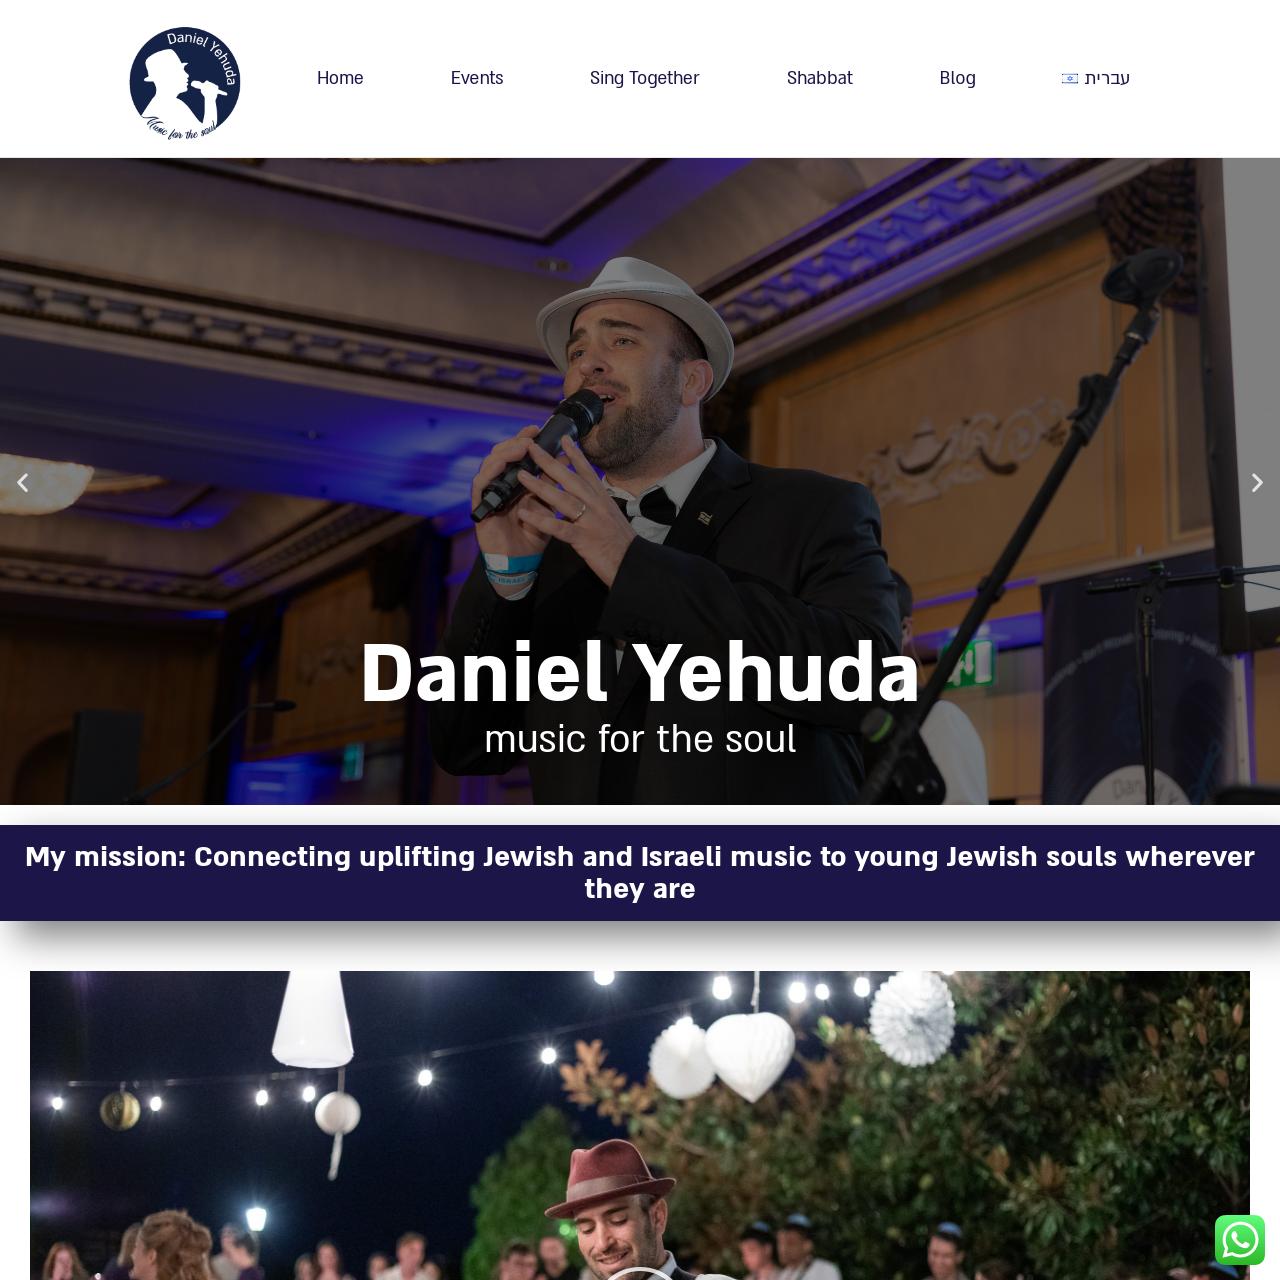 Daniel Yehuda
Music for the soul
Home
Events
Sing Together
Shabbat
Blog
עברית
ISRAEL
Daniel Yehuda
music for the soul
My mission: Connecting uplifting Jewish and Israeli music to young Jewish souls wherever
they are